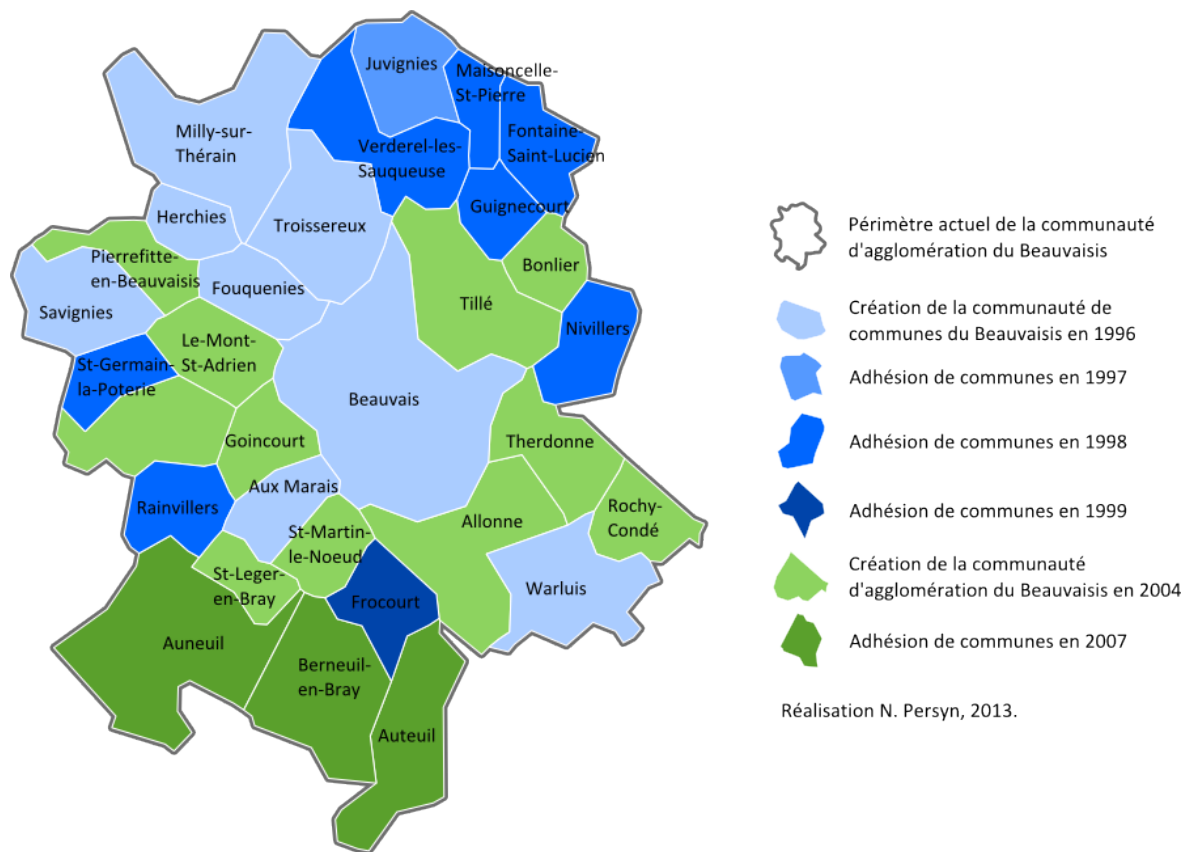 Juvignies
Maisoncelle-
St-Pierre
Milly-sur-
Thérain
Verderel-les-
Sauqueuse
Fontaine-
Saint-Lucien
Herchies
Troissereux
Guignecourt
Pierrefitte-
en-Beauvaisis
Bonlier
Fouquenies
Tillé
Savignies
Nivillers
Le-Mont-
St-Adrien
St-Germain-
la-Poterie
Beauvais
Goincourt
Therdonne
Aux Marais
Rainvillers
St-Martin-
le-Noeud
Allonne
Rochy-
Condé
St-Leger-
en-Bray
Frocourt
Warluis
Auneuil
Berneuil-
en-Bray
Auteuil
Périmètre actuel de la communauté
d'agglomération du Beauvaisis
Création de la communauté de
communes du Beauvaisis en 1996
Adhésion de communes en 1997
Adhésion de communes en 1998
Adhésion de communes en 1999
Création de la communauté
d'agglomération du Beauvaisis en 2004
Adhésion de communes en 2007
Réalisation N. Persyn, 2013.